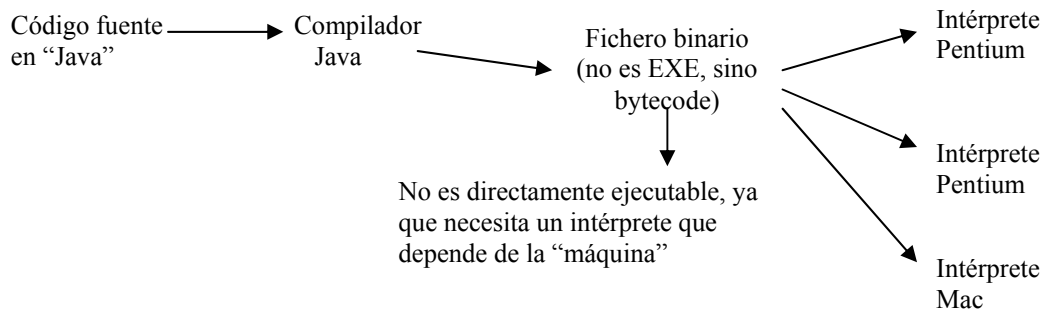 Código fuente
en “Java”
Compilador
Java
Fichero binario
(no es EXE, sino
bytecode)
No es directamente ejecutable, ya
que necesita un intérprete que
depende de la “máquina”
Intérprete
Pentium
Intérprete
Pentium
Intérprete
Mac